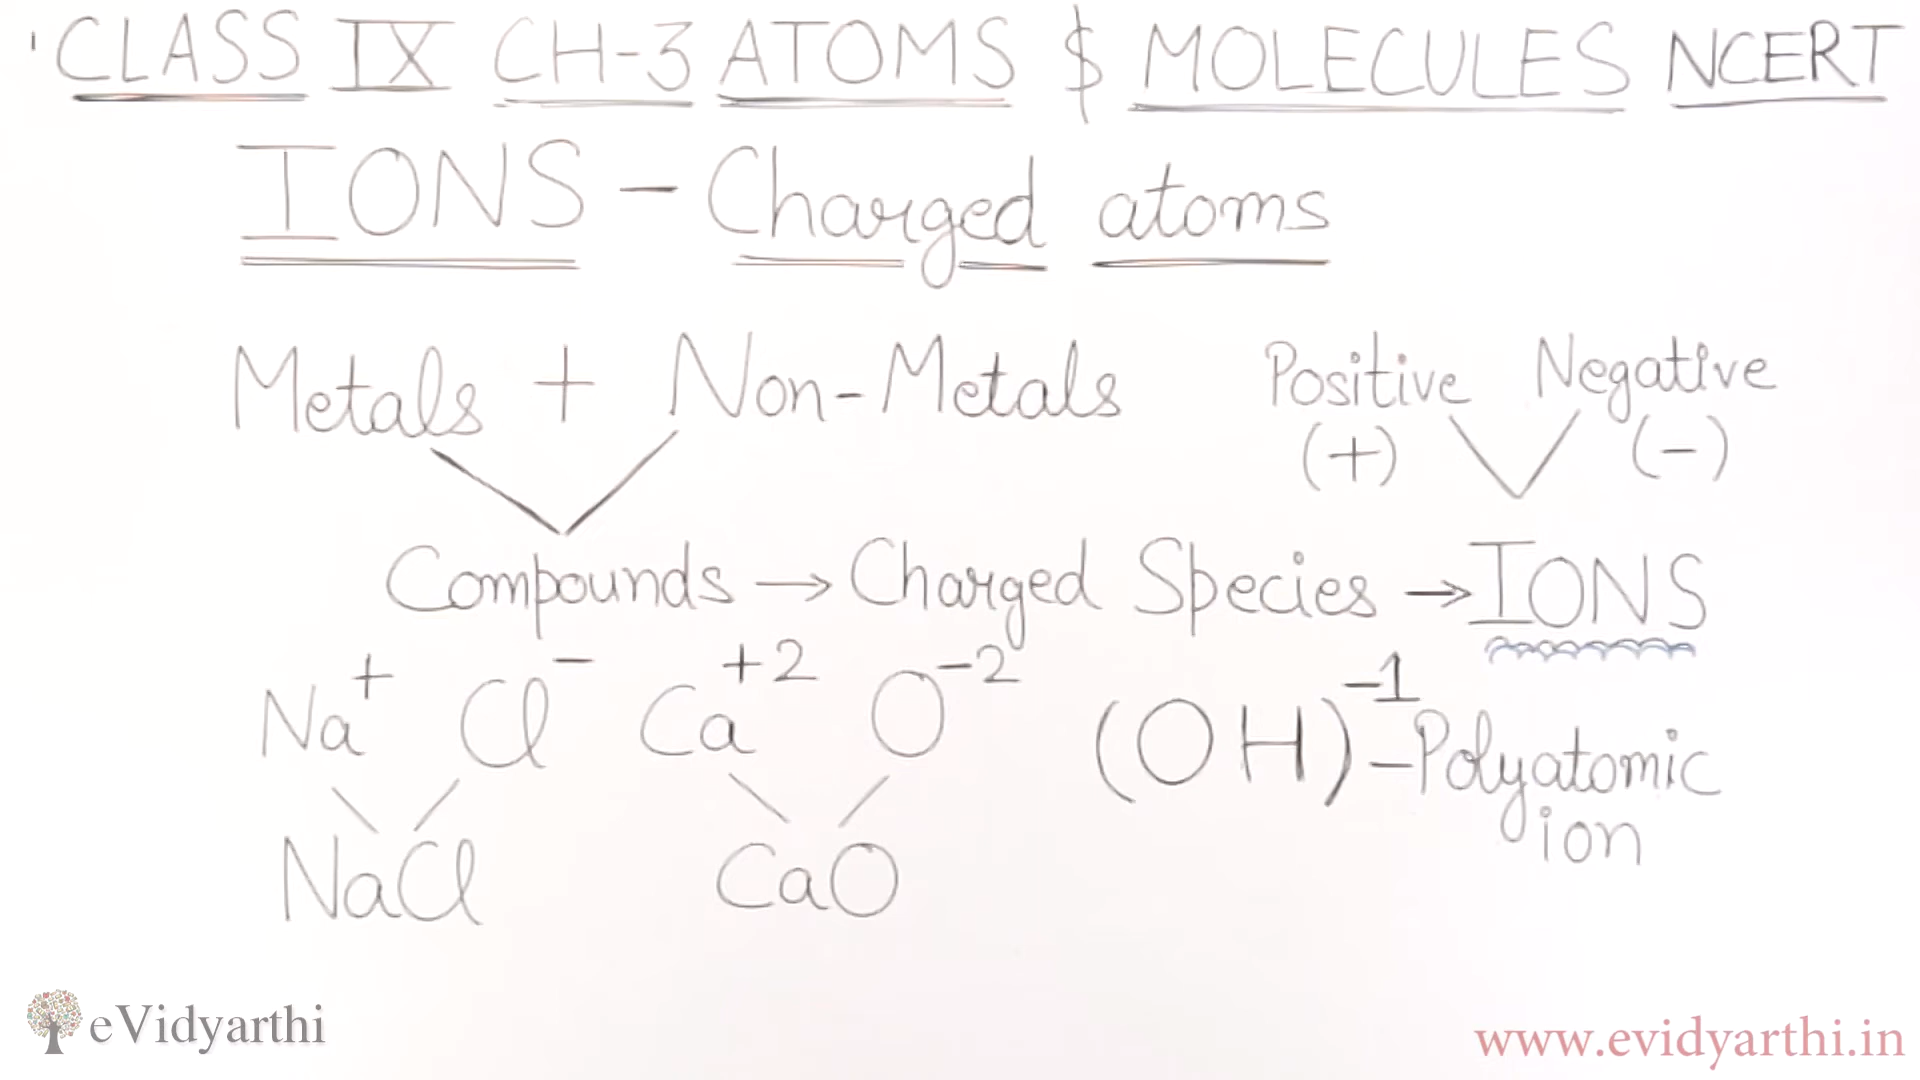 CLASS IX CH-3 ATOMS $ MOLECULES NCERT
IONS - Charged atoms
Metals + Non-Metals Positive Negative
(+) (-)
Compounds → Charged Species → IONS
Na⁺ Cl⁻ Ca⁺² O⁻² (OH)⁻¹ - Polyatomic
ion
NaCl CaO
eVidyarthi
www.evidyarthi.in